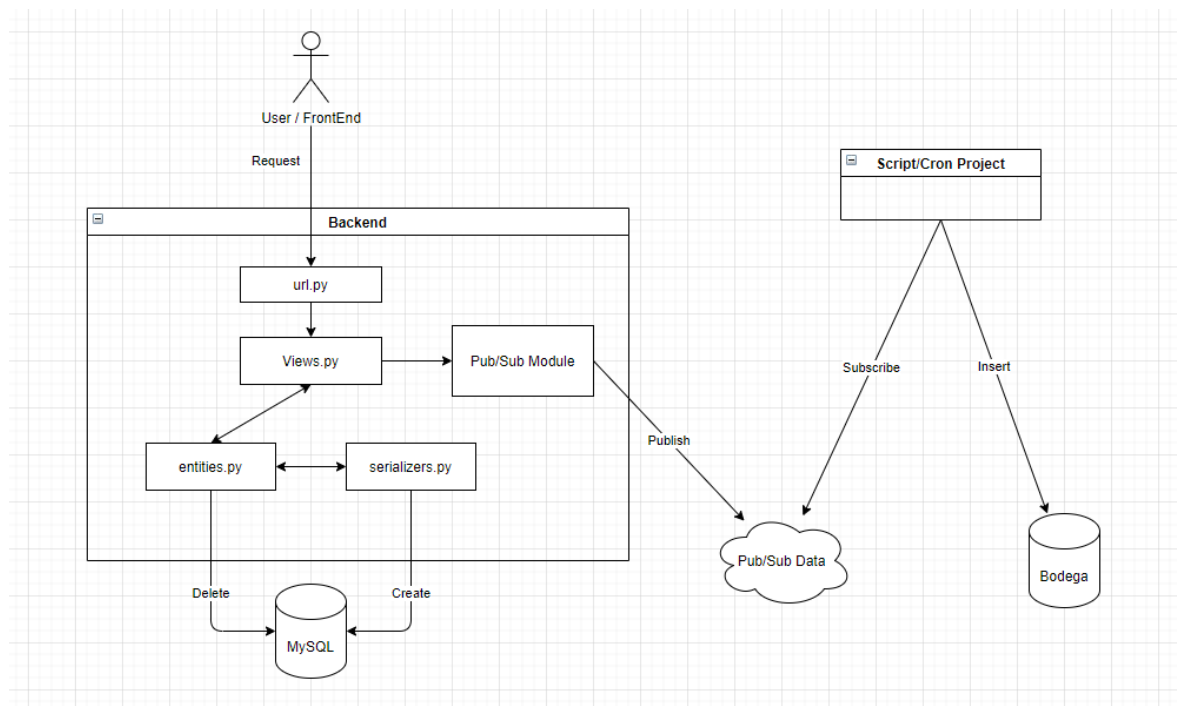 User / FrontEnd
Request
Script/Cron Project
Backend
url.py
Views.py
Pub/Sub Module
Subscribe
Insert
Publish
entities.py
serializers.py
Pub/Sub Data
Bodega
Delete
Create
MySQL